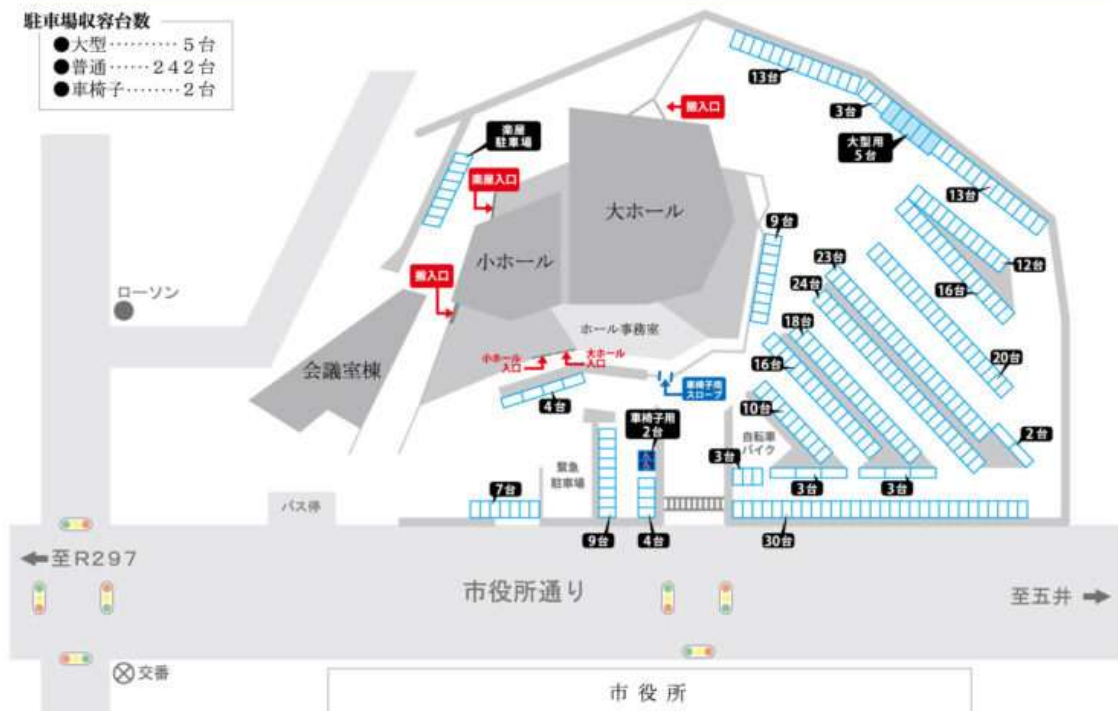 駐車場収容台数
●大型‥‥‥‥‥5台
●普通‥‥‥242台
●車椅子‥‥‥‥2台
13台
3台
搬入口
大型用
5台
楽屋
駐車場
13台
楽屋入口
大ホール
9台
12台
小ホール
23台
搬入口
24台
16台
ローソン
18台
ホール事務室
20台
16台
小ホール
入口
大ホール
入口
会議室棟
車椅子用
スロープ
4台
10台
車椅子用
2台
2台
自転車
バイク
3台
緊急
駐車場
7台
3台
3台
バス停
9台
4台
30台
至R297
市役所通り
至五井
交番
市役所